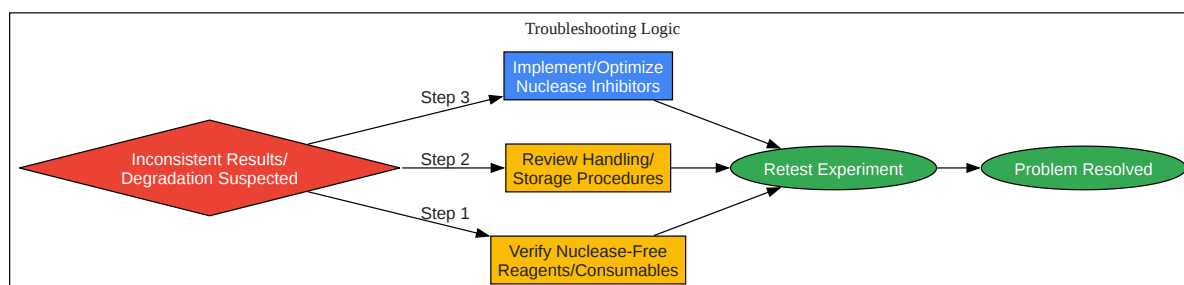 Troubleshooting Logic
Implement/Optimize
Nuclease Inhibitors
Step 3
Inconsistent Results/
Degradation Suspected
Step 2
Review Handling/
Storage Procedures
Retest Experiment
Problem Resolved
Step 1
Verify Nuclease-Free
Reagents/Consumables